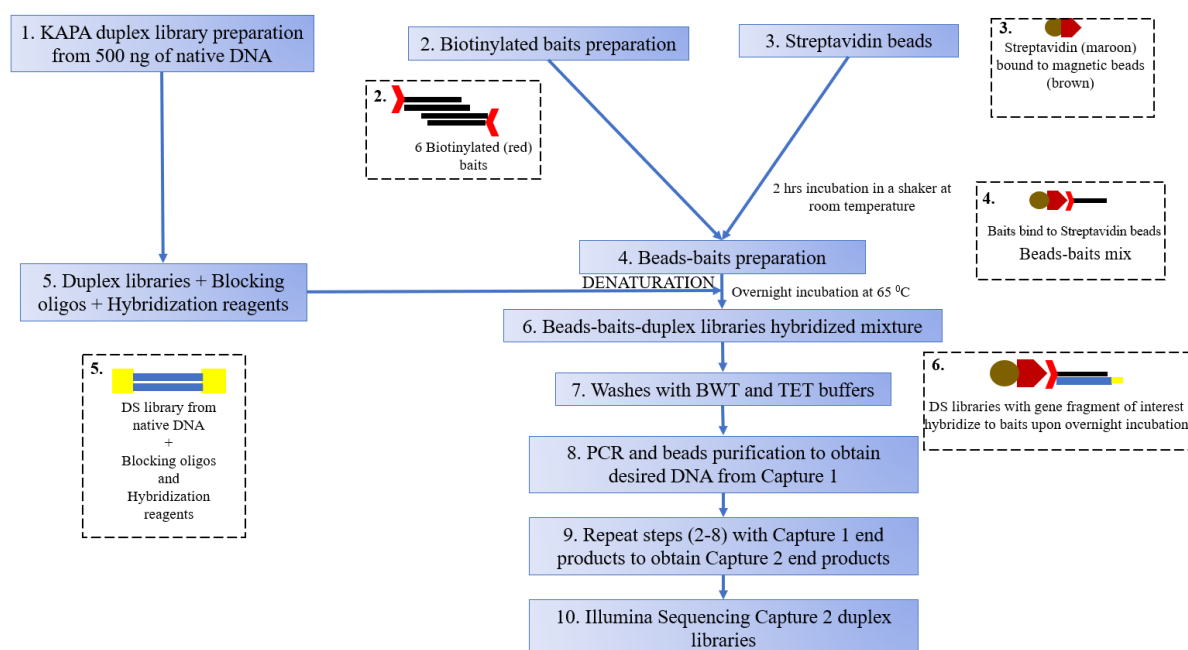 1. KAPA duplex library preparation
from 500 ng of native DNA
2. Biotinylated baits preparation
3. Streptavidin beads
3.
Streptavidin (maroon)
bound to magnetic beads
(brown)
2.
6 Biotinylated (red)
baits
2 hrs incubation in a shaker at
room temperature
4.
Baits bind to Streptavidin beads
Beads-baits mix
4. Beads-baits preparation
5. Duplex libraries + Blocking
oligos + Hybridization reagents
DENATURATION
Overnight incubation at 65 ⁰C
6. Beads-baits-duplex libraries hybridized mixture
5.
DS library from
native DNA
+
Blocking oligos
and
Hybridization
reagents
6.
DS libraries with gene fragment of interest
hybridize to baits upon overnight incubation
7. Washes with BWT and TET buffers
8. PCR and beads purification to obtain
desired DNA from Capture 1
9. Repeat steps (2-8) with Capture 1 end
products to obtain Capture 2 end products
10. Illumina Sequencing Capture 2 duplex
libraries